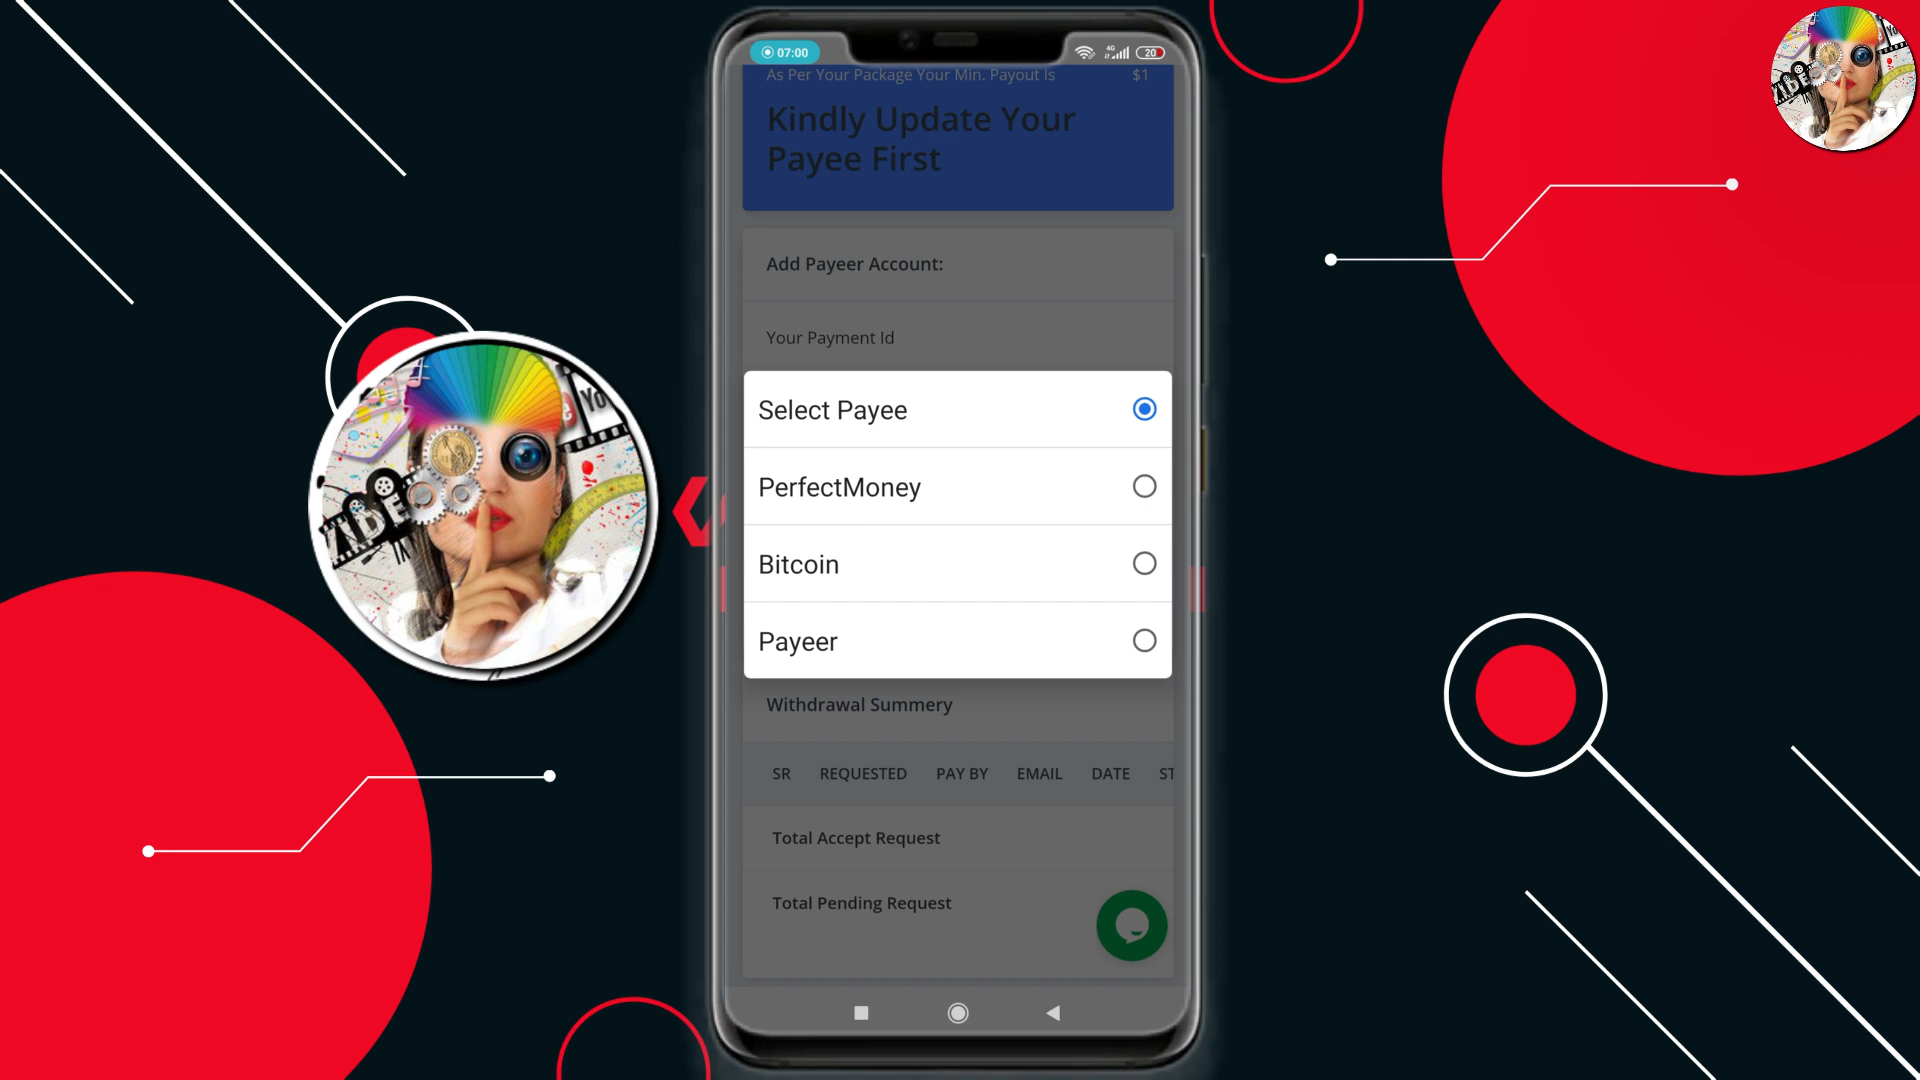 07:00
4G
20
As Per Your Package Your Min. Payout Is $1
Kindly Update Your
Payee First
Add Payeer Account:
Your Payment Id
Select Payee
PerfectMoney
Bitcoin
Payeer
Withdrawal Summery
SR REQUESTED PAY BY EMAIL DATE ST
Total Accept Request
Total Pending Request